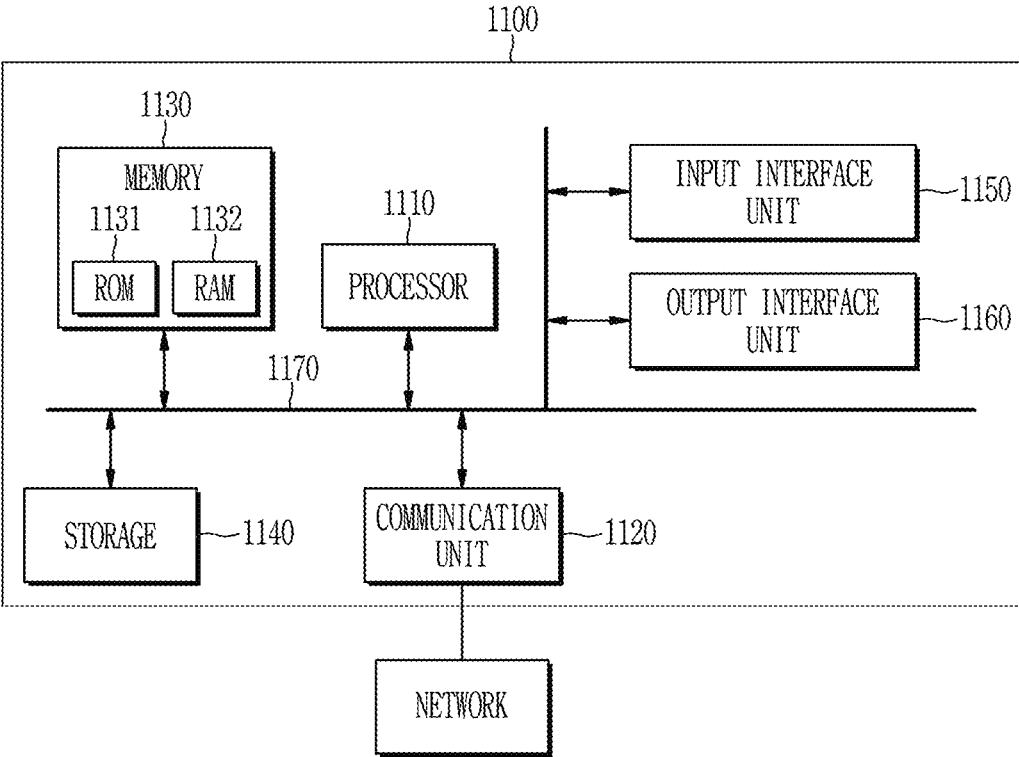 1100
1130
MEMORY
1131
1132
ROM
RAM
1110
PROCESSOR
INPUT INTERFACE
UNIT
1150
OUTPUT INTERFACE
UNIT
1160
1170
STORAGE
1140
COMMUNICATION
UNIT
1120
NETWORK